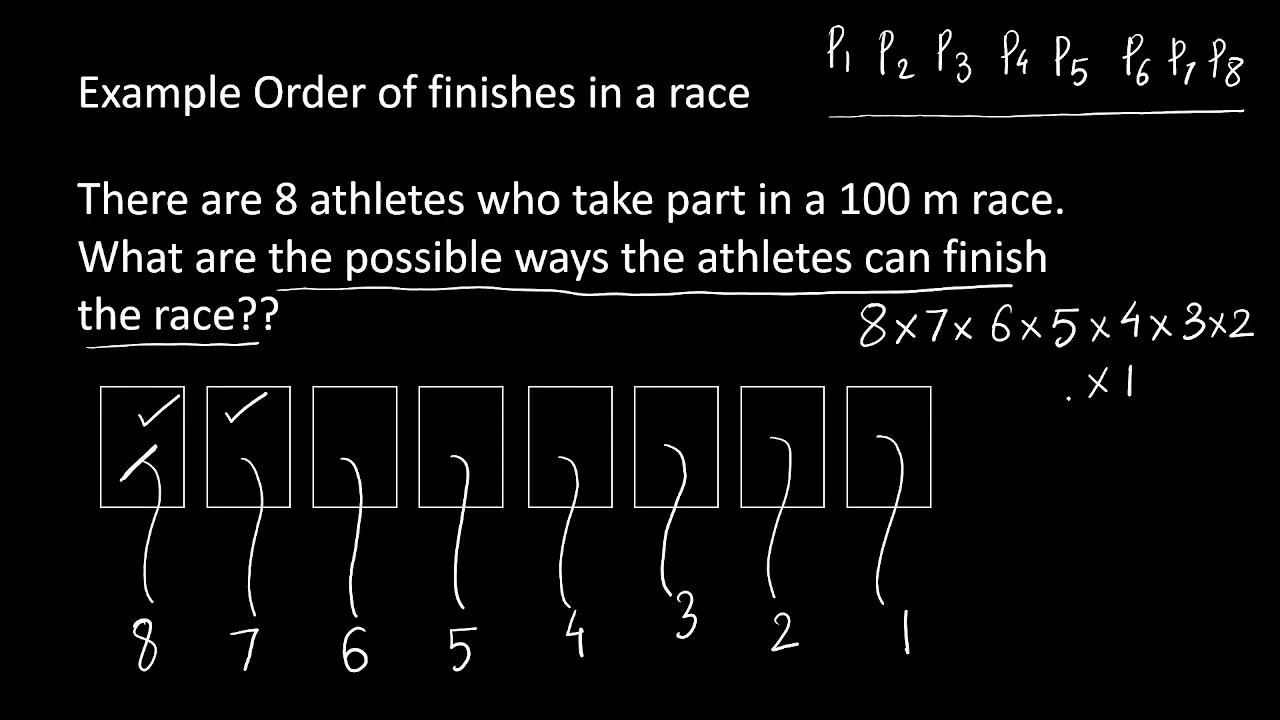 P1 P2 P3 P4 P5 P6 P7 P8
Example Order of finishes in a race
There are 8 athletes who take part in a 100 m race.
What are the possible ways the athletes can finish
the race??
8 x 7 x 6 x 5 x 4 x 3 x 2
. x 1
8 7 6 5 4 3 2 1